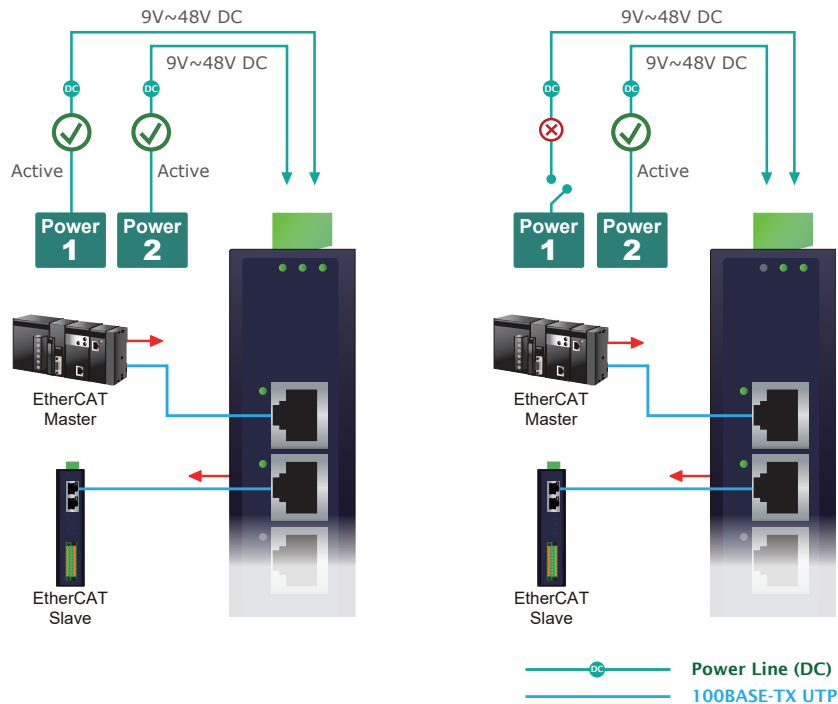 9V~48V DC
9V~48V DC
DC
DC
Active
Active
Power
1
Power
2
EtherCAT
Master
EtherCAT
Slave
9V~48V DC
9V~48V DC
DC
DC
Active
Power
1
Power
2
EtherCAT
Master
EtherCAT
Slave
DC
Power Line (DC)
100BASE-TX UTP